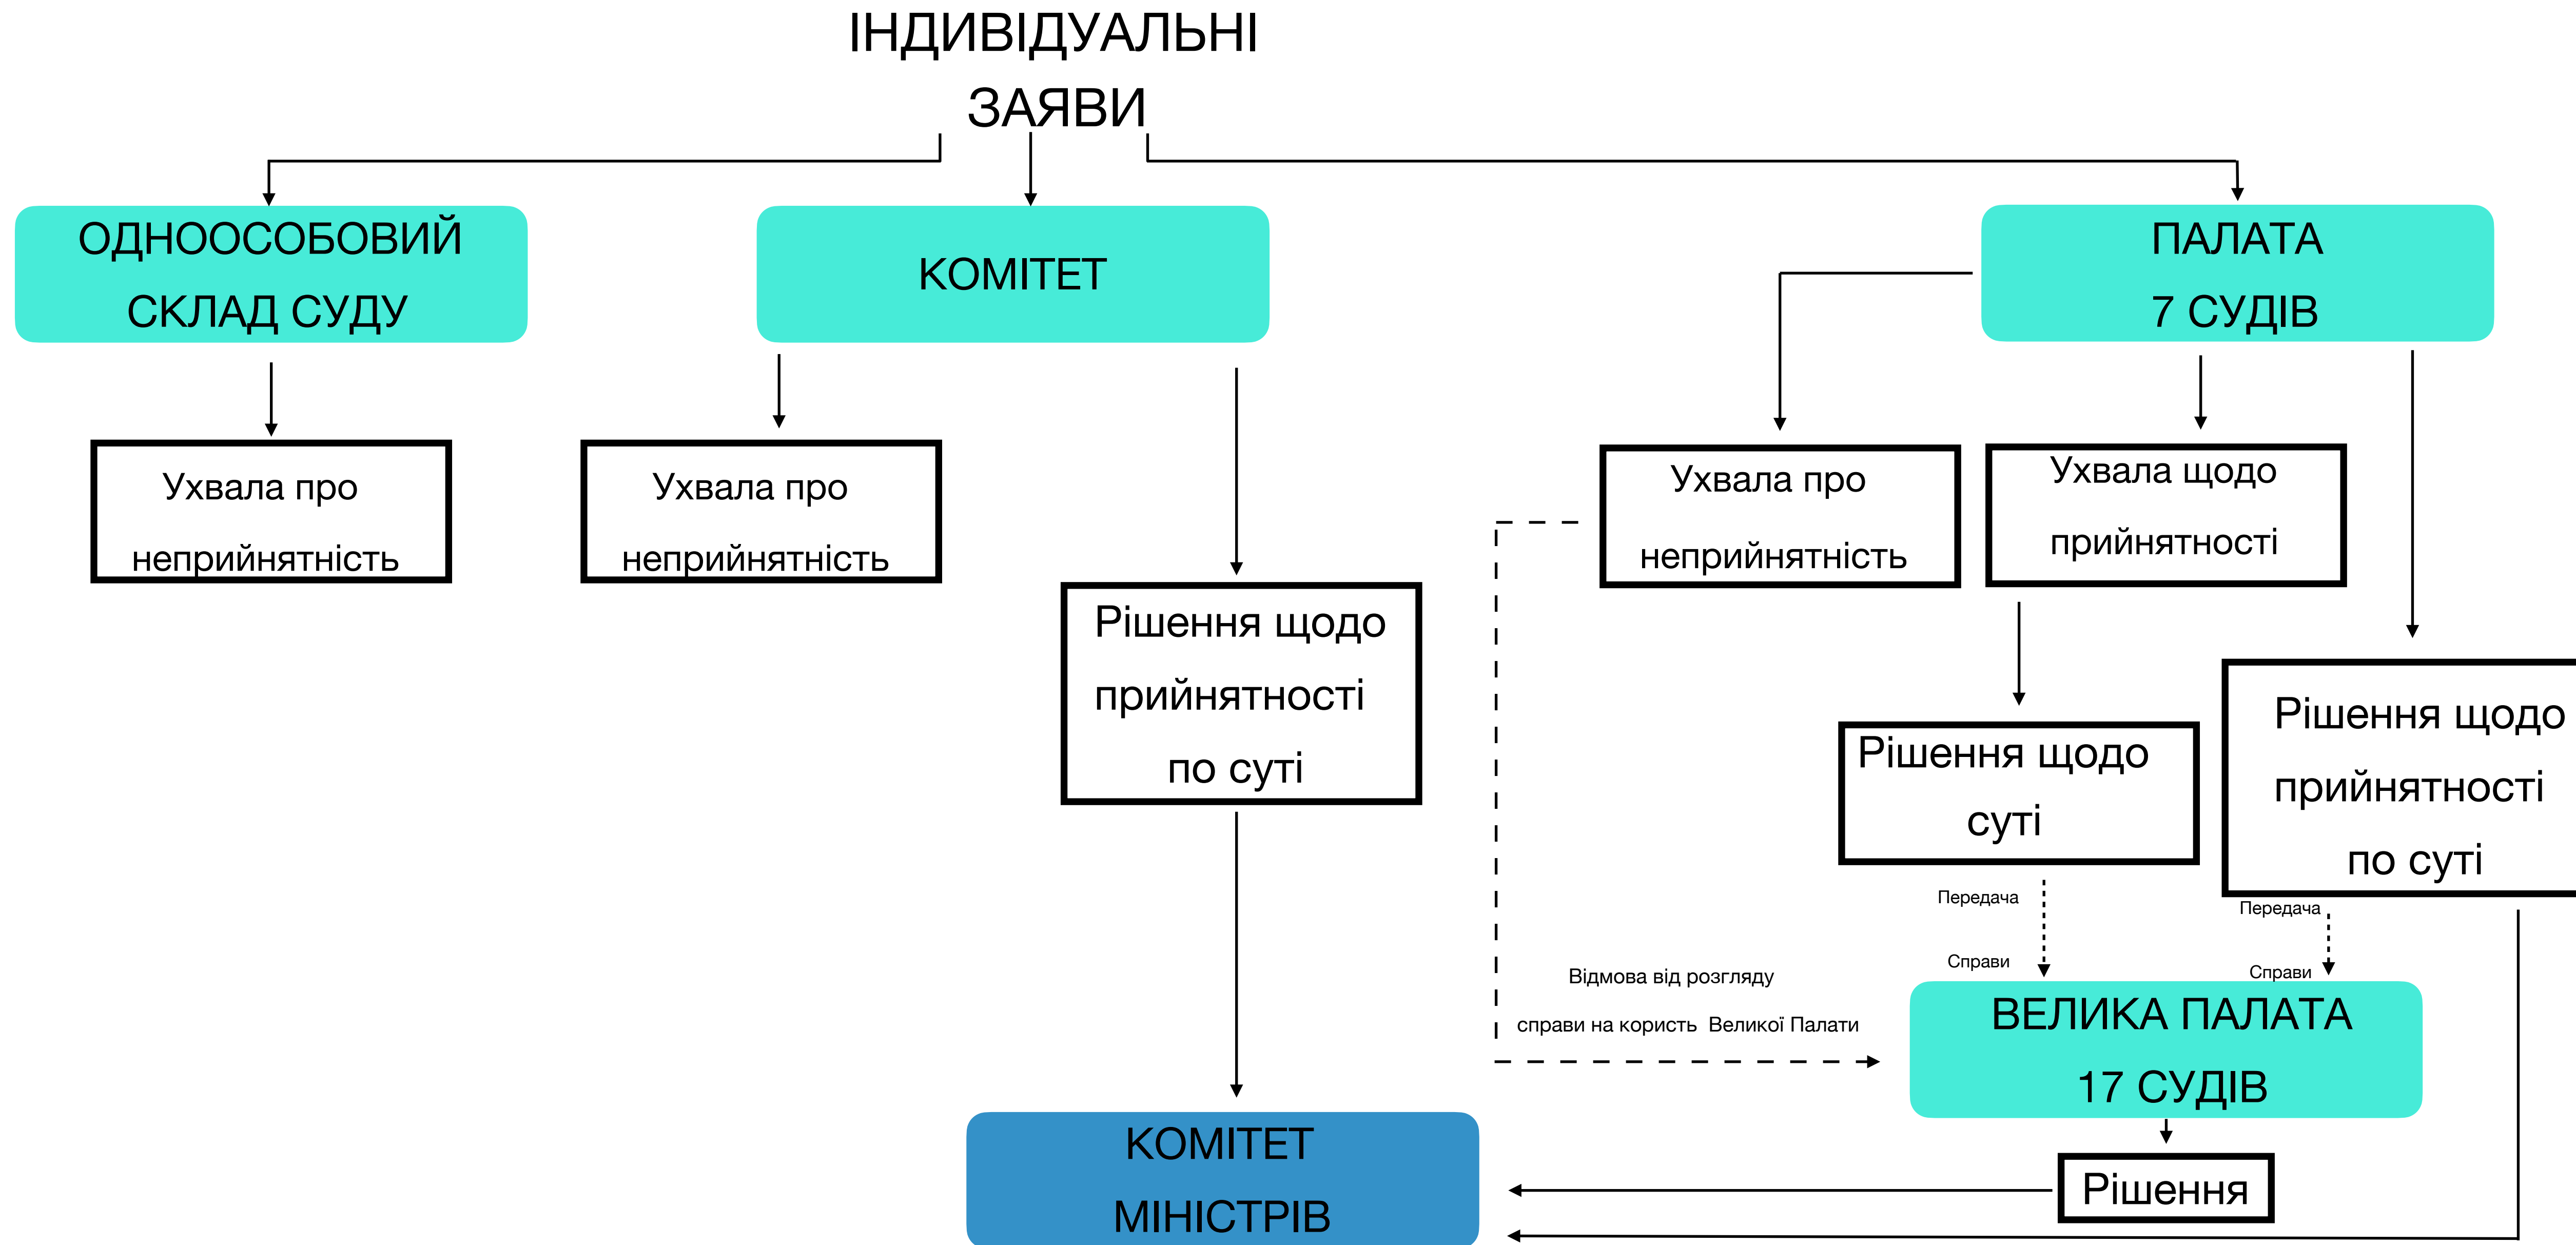 ІНДИВІДУАЛЬНІ
ЗАЯВИ
ОДНООСОБОВИЙ
СКЛАД СУДУ
КОМІТЕТ
ПАЛАТА
7 СУДІВ
Ухвала про
неприйнятність
Ухвала про
неприйнятність
Ухвала про
неприйнятність
Ухвала щодо
прийнятності
Рішення щодо
прийнятності
по суті
Рішення щодо
суті
Рішення щодо
прийнятності
по суті
Передача
Справи
Передача
Справи
Відмова від розгляду
справи на користь  Великої Палати
ВЕЛИКА ПАЛАТА
17 СУДІВ
Рішення
КОМІТЕТ
МІНІСТРІВ